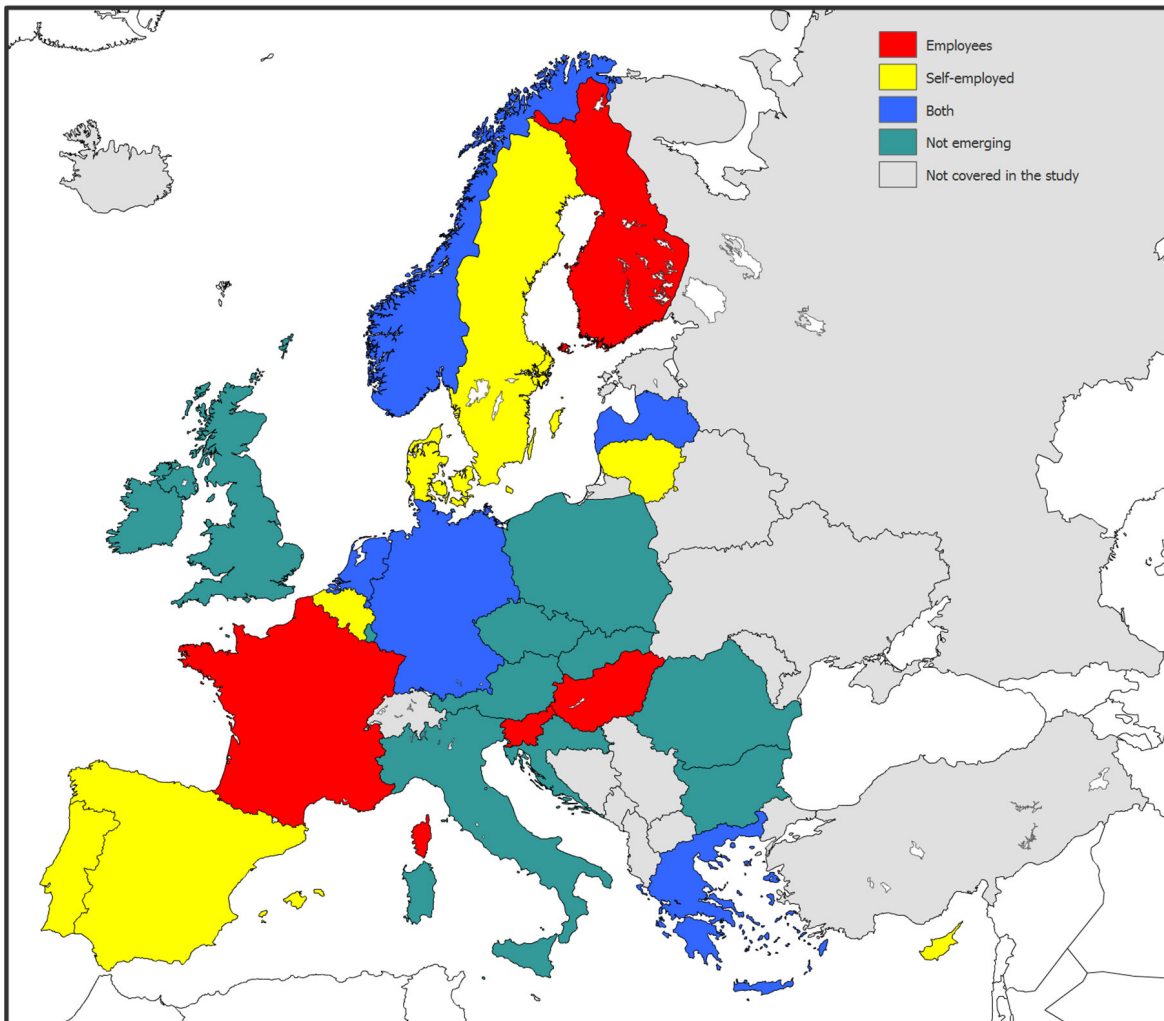 Employees
Self-employed
Both
Not emerging
Not covered in the study